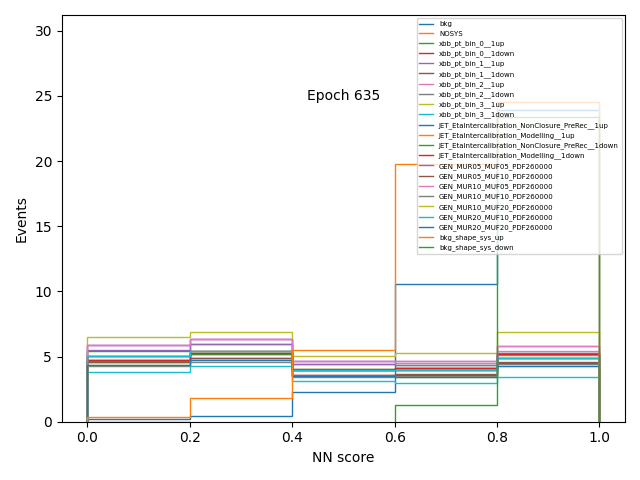 Epoch 635
bkg
NOSYS
xbb_pt_bin_0__1up
xbb_pt_bin_0__1down
xbb_pt_bin_1__1up
xbb_pt_bin_1__1down
xbb_pt_bin_2__1up
xbb_pt_bin_2__1down
xbb_pt_bin_3__1up
xbb_pt_bin_3__1down
JET_EtaIntercalibration_NonClosure_PreRec__1up
JET_EtaIntercalibration_Modelling__1up
JET_EtaIntercalibration_NonClosure_PreRec__1down
JET_EtaIntercalibration_Modelling__1down
GEN_MUR05_MUF05_PDF260000
GEN_MUR05_MUF10_PDF260000
GEN_MUR10_MUF05_PDF260000
GEN_MUR10_MUF10_PDF260000
GEN_MUR10_MUF20_PDF260000
GEN_MUR20_MUF10_PDF260000
GEN_MUR20_MUF20_PDF260000
bkg_shape_sys_up
bkg_shape_sys_down
Events
30
25
20
15
10
5
0
0.0 0.2 0.4 0.6 0.8 1.0
NN score